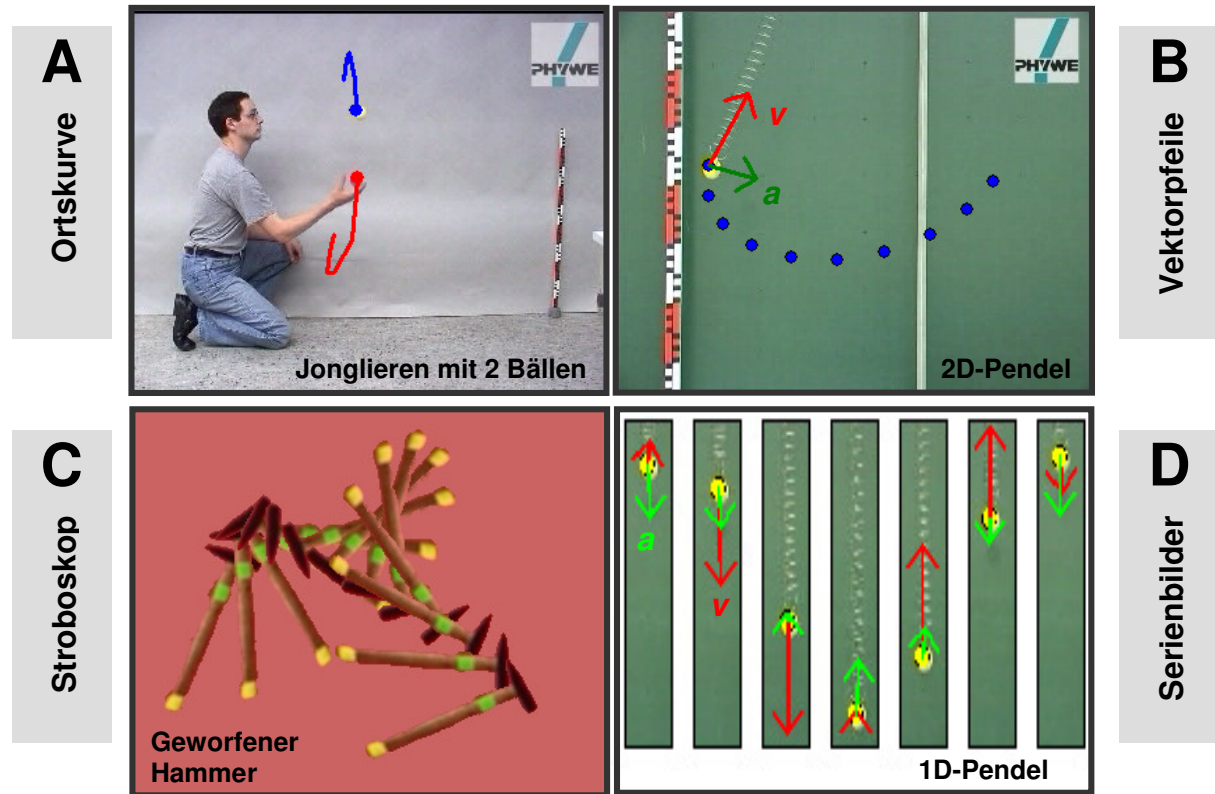 A
Ortskurve
PHYWE
Jonglieren mit 2 Bällen
B
Vektorpfeile
PHYWE
v
a
2D-Pendel
C
Stroboskop
Geworfener
Hammer
D
Serienbilder
a
v
1D-Pendel